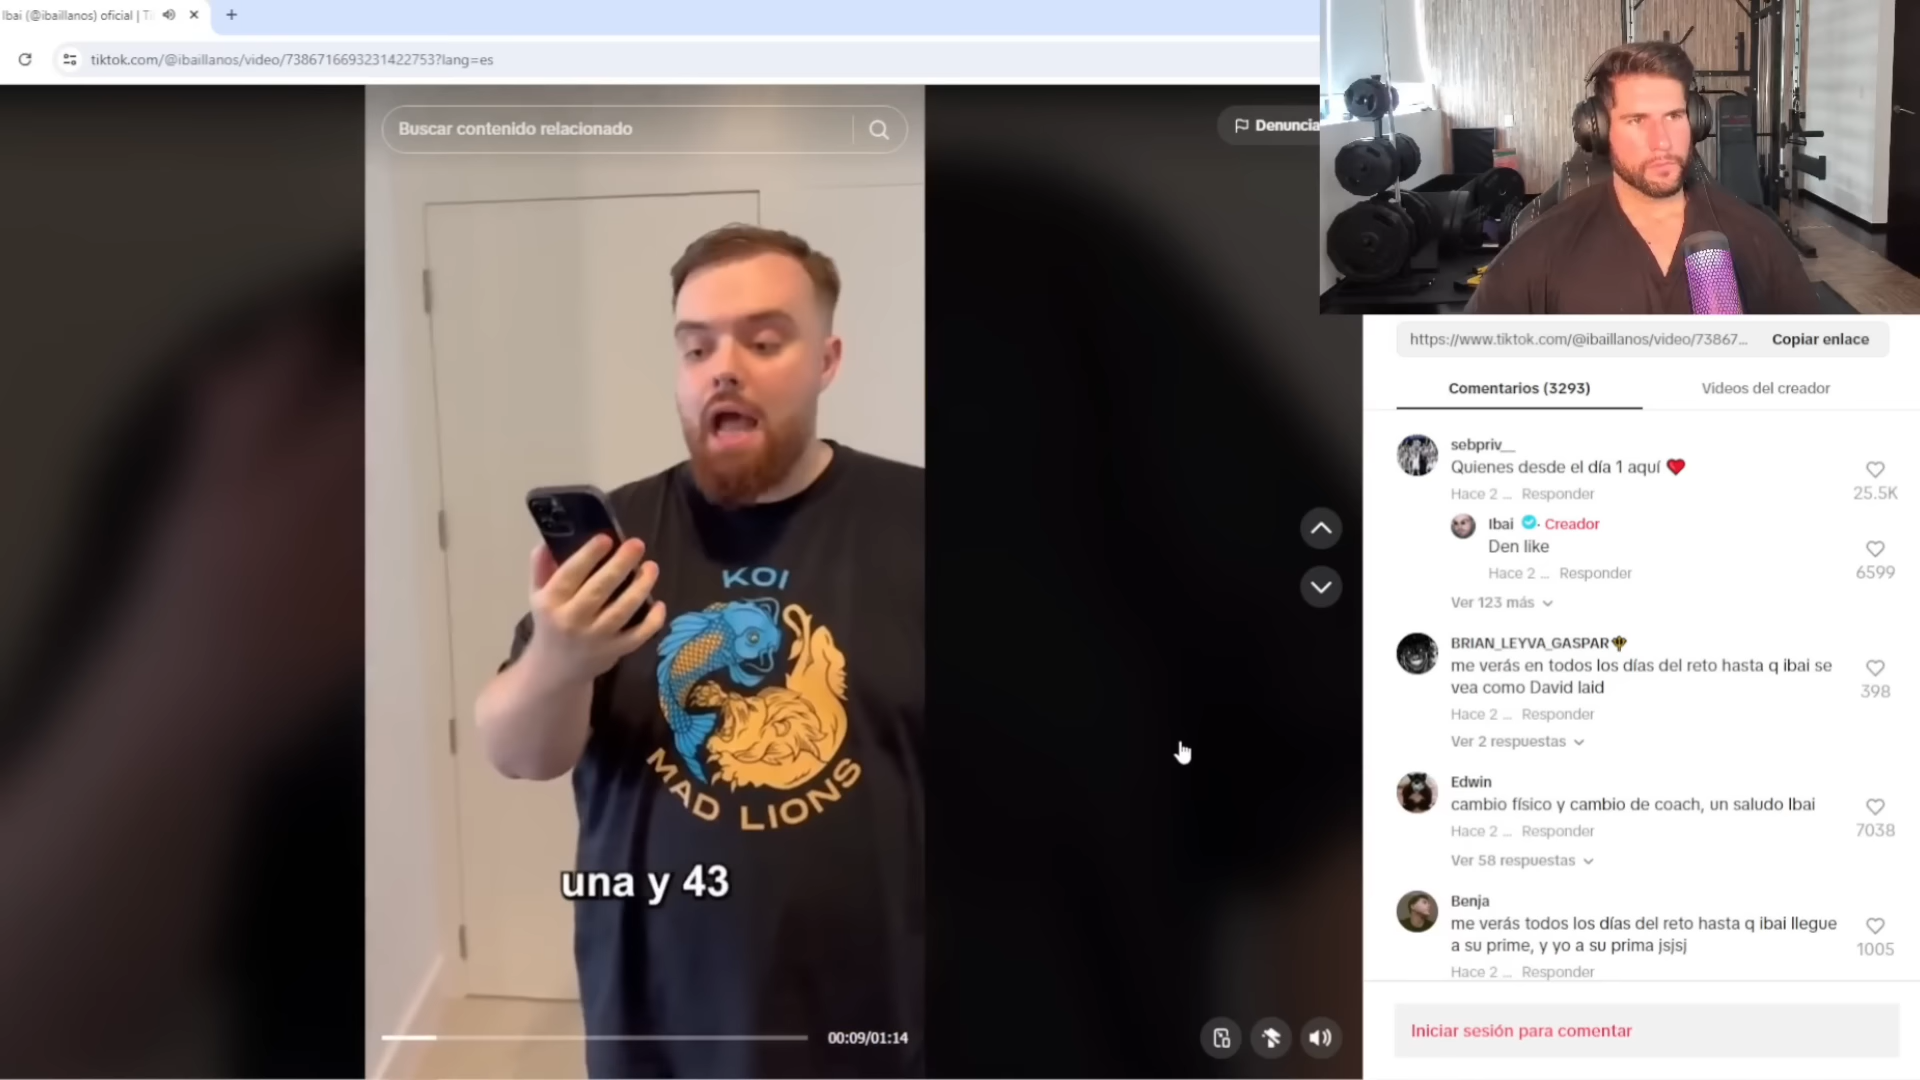 Ibai (@ibaillanos) oficial | Ti
tiktok.com/@ibaillanos/video/7386716693231422753?lang=es
Buscar contenido relacionado
Denuncia
KOI
MAD LIONS
una y 43
00:09/01:14
https://www.tiktok.com/@ibaillanos/video/73867...
Copiar enlace
Comentarios (3293)
Videos del creador
sebpriv__
Quienes desde el día 1 aquí ❤️
Hace 2 ... Responder
25.5K
Ibai · Creador
Den like
Hace 2 ... Responder
6599
Ver 123 más
BRIAN_LEYVA_GASPAR
me verás en todos los días del reto hasta q ibai se
vea como David laid
398
Hace 2 ... Responder
Ver 2 respuestas
Edwin
cambio físico y cambio de coach, un saludo Ibai
Hace 2 ... Responder
7038
Ver 58 respuestas
Benja
me verás todos los días del reto hasta q ibai llegue
a su prime, y yo a su prima jsjsj
1005
Hace 2 ... Responder
Iniciar sesión para comentar